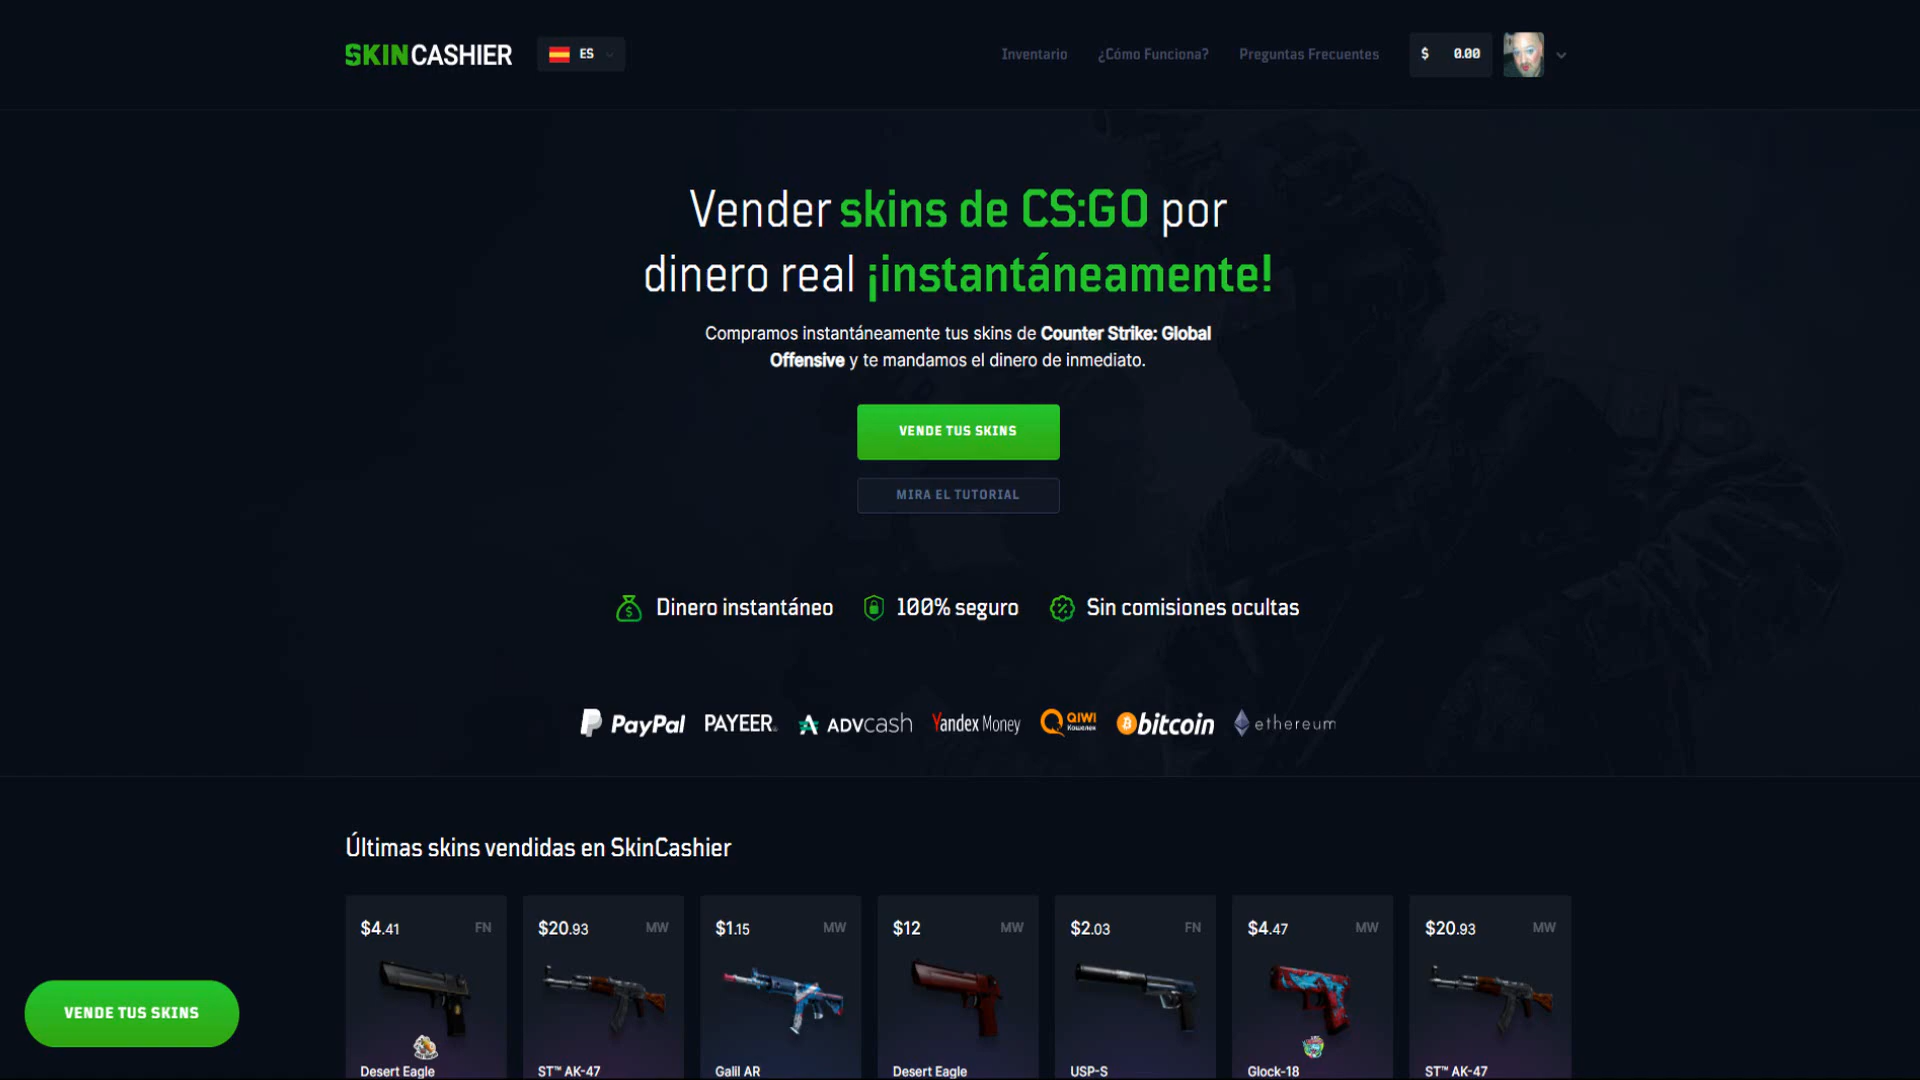 SKINCASHIER
ES
Inventario
¿Cómo Funciona?
Preguntas Frecuentes
$ 0.00
Vender skins de CS:GO por
dinero real ¡instantáneamente!
Compramos instantáneamente tus skins de Counter Strike: Global
Offensive y te mandamos el dinero de inmediato.
VENDE TUS SKINS
MIRA EL TUTORIAL
Dinero instantáneo
100% seguro
Sin comisiones ocultas
PayPal
PAYEER
ADVcash
Yandex Money
QIWI
Кошелек
bitcoin
ethereum
Últimas skins vendidas en SkinCashier
$4.41 FN
$20.93 MW
$1.15 MW
$12 MW
$2.03 FN
$4.47 MW
$20.93 MW
Desert Eagle
ST™ AK-47
Galil AR
Desert Eagle
USP-S
Glock-18
ST™ AK-47
VENDE TUS SKINS